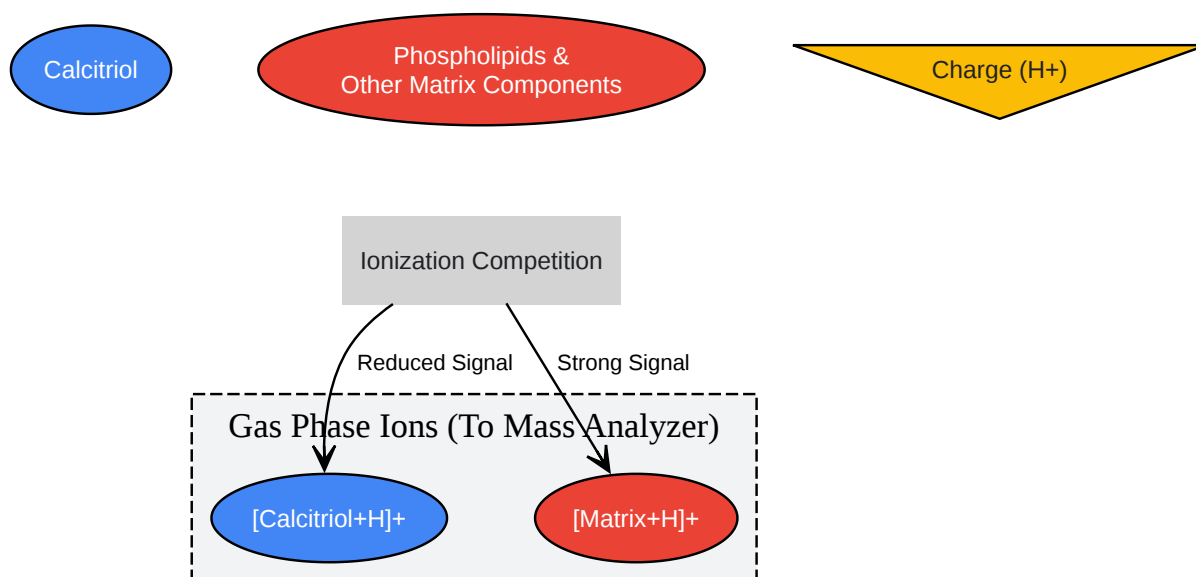 Calcitriol
Phospholipids &
Other Matrix Components
Charge (H+)
Ionization Competition
Reduced Signal
Strong Signal
Gas Phase Ions (To Mass Analyzer)
[Calcitriol+H]+
[Matrix+H]+